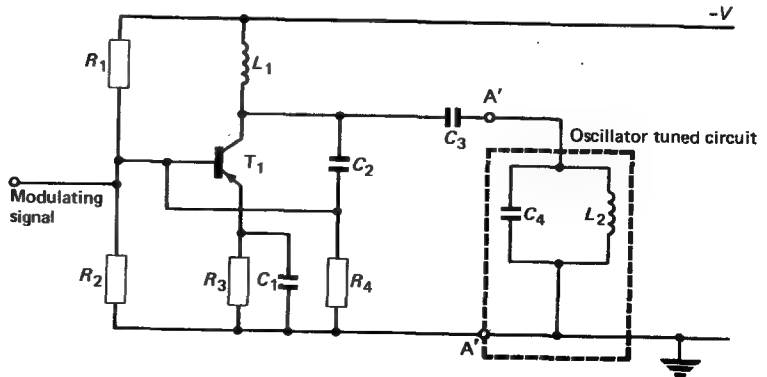 -V
R1
L1
A'
C3
Oscillator tuned circuit
T1
C2
Modulating
signal
C4
L2
R2
R3
C1
R4
A'